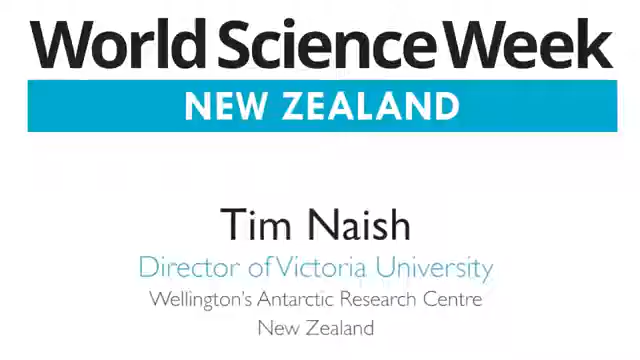 World Science Week
NEW ZEALAND
Tim Naish
Director of Victoria University
Wellington's Antarctic Research Centre
New Zealand